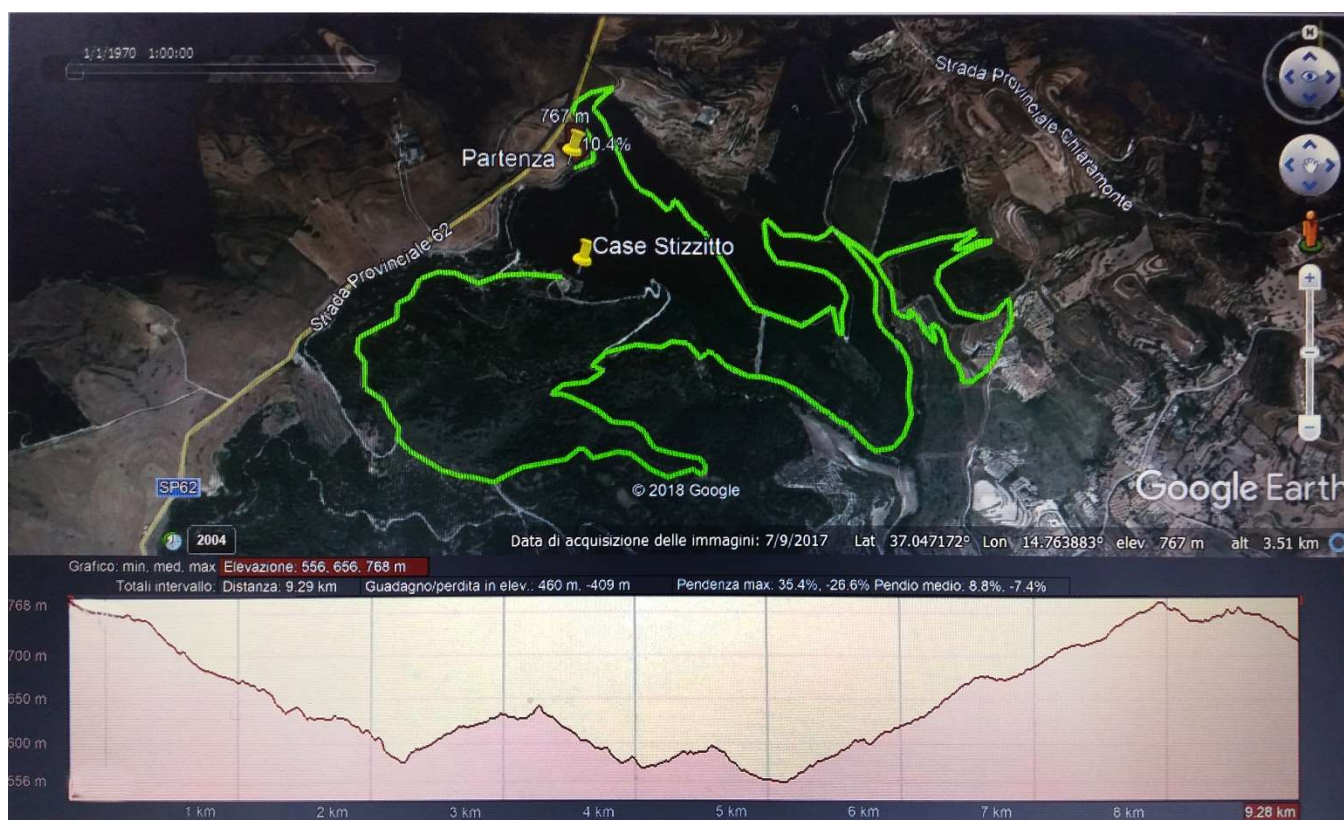 1/1/1970 1:00:00
N
Strada Provinciale Chiaramonte
767 m
10.4%
Partenza
Case Stizzitto
Strada Provinciale 62
SP62
© 2018 Google
Google Earth
2004
Data di acquisizione delle immagini: 7/9/2017 Lat 37.047172° Lon 14.763883° elev 767 m alt 3.51 km
Grafico: min, med, max Elevazione: 556, 656, 768 m
Totali intervallo: Distanza: 9.29 km Guadagno/perdita in elev.: 460 m, -409 m Pendenza max: 35.4%, -26.6% Pendio medio: 8.8%, -7.4%
768 m
700 m
650 m
600 m
556 m
1 km 2 km 3 km 4 km 5 km 6 km 7 km 8 km 9.28 km